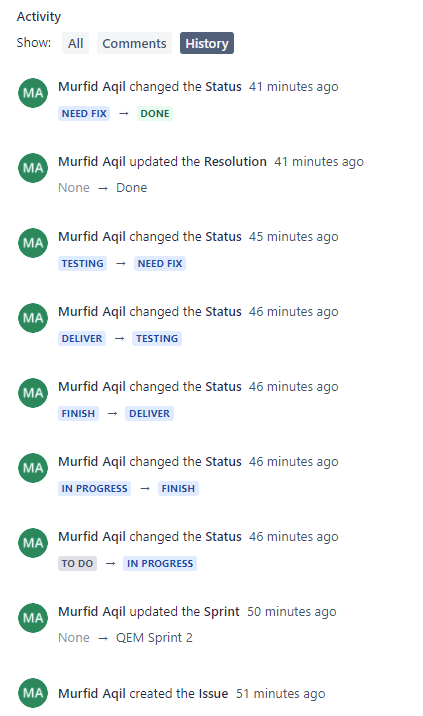 Activity
Show: All Comments History
MA Murfid Aqil changed the Status 41 minutes ago
NEED FIX → DONE
MA Murfid Aqil updated the Resolution 41 minutes ago
None → Done
MA Murfid Aqil changed the Status 45 minutes ago
TESTING → NEED FIX
MA Murfid Aqil changed the Status 46 minutes ago
DELIVER → TESTING
MA Murfid Aqil changed the Status 46 minutes ago
FINISH → DELIVER
MA Murfid Aqil changed the Status 46 minutes ago
IN PROGRESS → FINISH
MA Murfid Aqil changed the Status 46 minutes ago
TO DO → IN PROGRESS
MA Murfid Aqil updated the Sprint 50 minutes ago
None → QEM Sprint 2
MA Murfid Aqil created the Issue 51 minutes ago